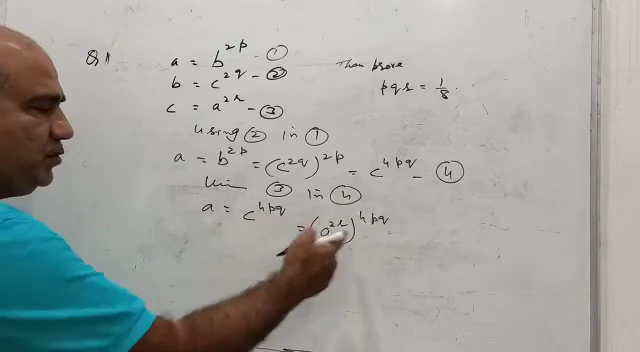 Q 1
a = b^{2p} - ①
b = c^{2q} - ②
c = a^{2r} - ③
Then prove
pqr = 1/8.
Using ② in ①
a = b^{2p} = (c^{2q})^{2p} = c^{4pq} - ④
③ in ④
a = c^{4pq}
= (a^{2r})^{4pq}